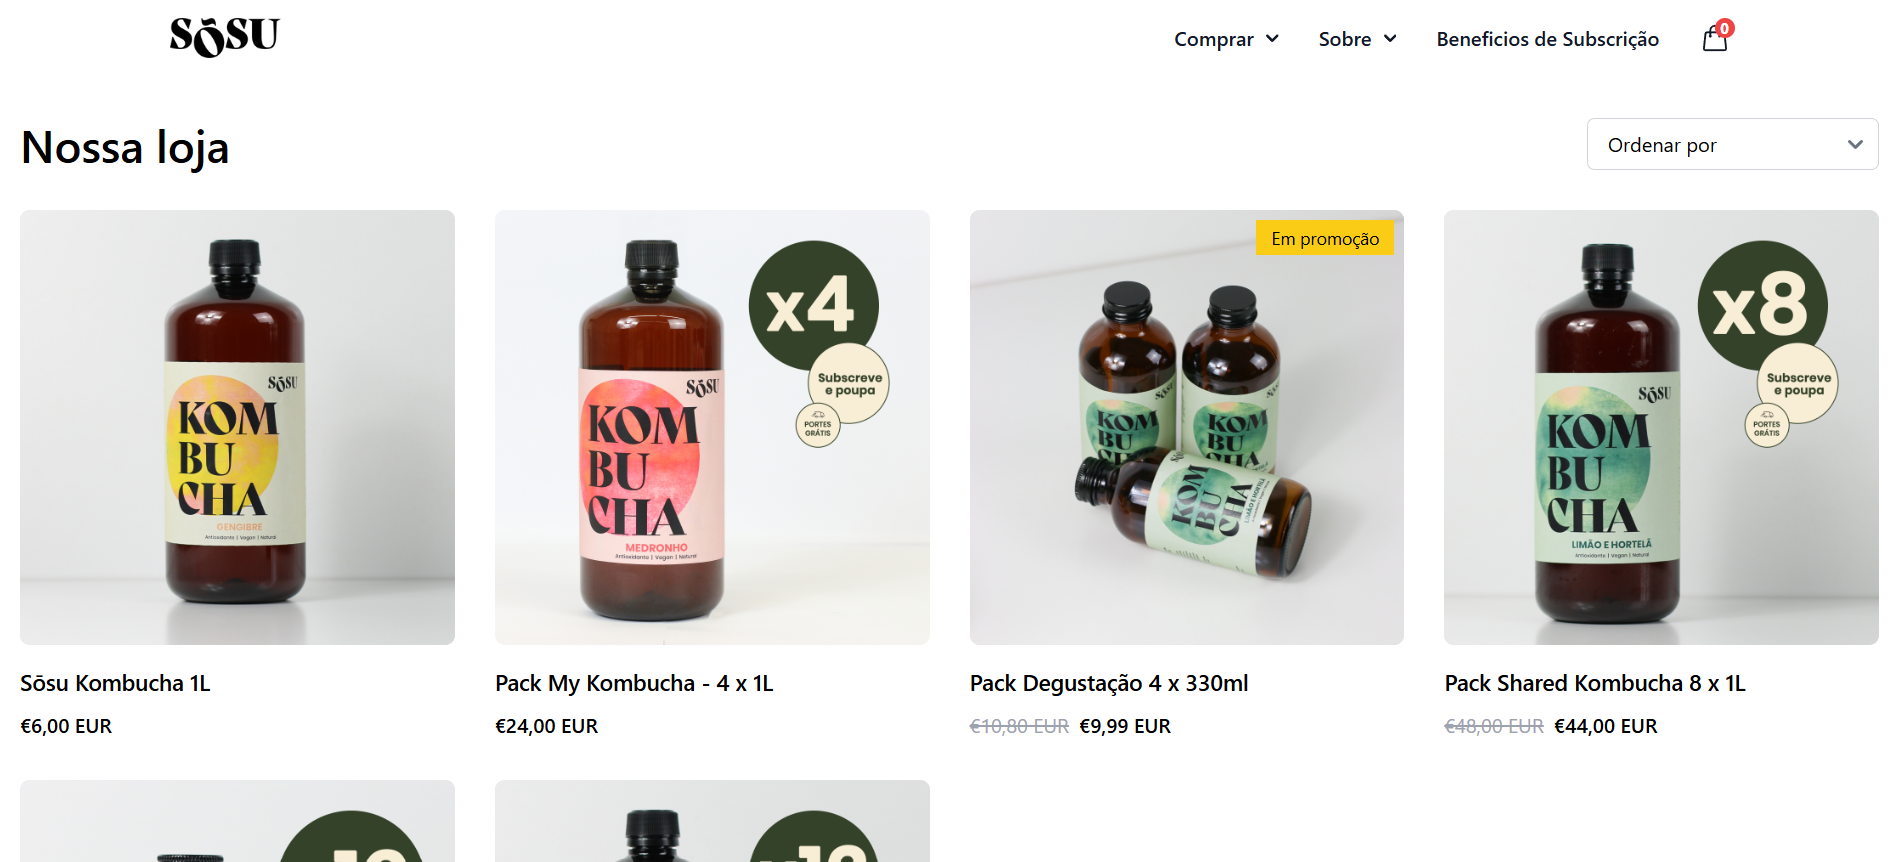 SŌSU
Comprar
Sobre
Beneficios de Subscrição
0
Nossa loja
Ordenar por
SŌSU
KOM
BU
CHA
GENGIBRE
Antioxidante | Vegan | Natural
x4
Subscreve
e poupa
PORTES
GRÁTIS
SŌSU
KOM
BU
CHA
MEDRONHO
Antioxidante | Vegan | Natural
Em promoção
SŌSU
KOM
BU
CHA
SŌSU
KOM
BU
CHA
KOM
BU
CHA
LIMÃO E HORTELÃ
x8
Subscreve
e poupa
PORTES
GRÁTIS
SŌSU
KOM
BU
CHA
LIMÃO E HORTELÃ
Antioxidante | Vegan | Natural
Sōsu Kombucha 1L
€6,00 EUR
Pack My Kombucha - 4 x 1L
€24,00 EUR
Pack Degustação 4 x 330ml
€10,80 EUR €9,99 EUR
Pack Shared Kombucha 8 x 1L
€48,00 EUR €44,00 EUR